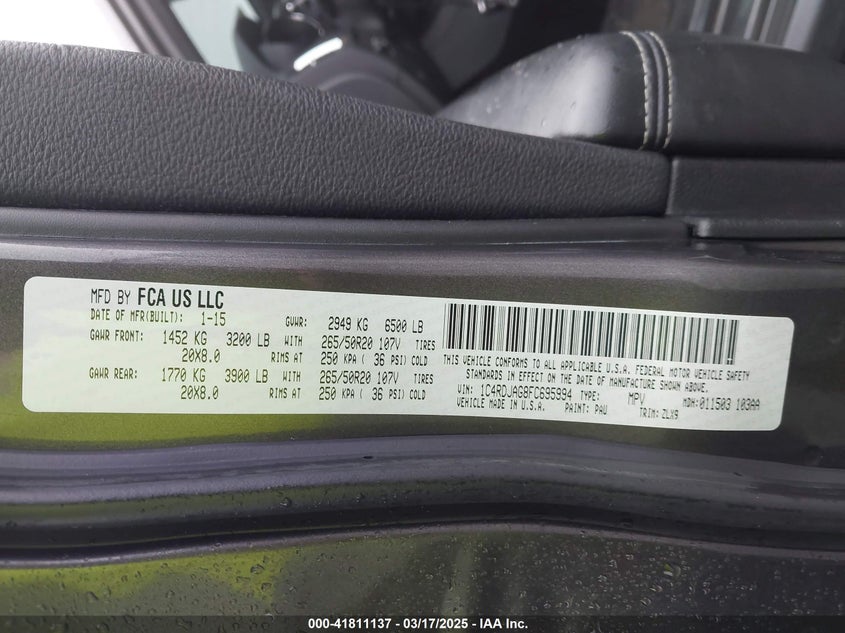 MFD BY FCA US LLC
DATE OF MFR(BUILT): 1-15 GVWR: 2949 KG 6500 LB
GAWR FRONT: 1452 KG 3200 LB WITH 265/50R20 107V TIRES
20X8.0 RIMS AT 250 KPA ( 36 PSI) COLD
GAWR REAR: 1770 KG 3900 LB WITH 265/50R20 107V TIRES
20X8.0 RIMS AT 250 KPA ( 36 PSI) COLD
THIS VEHICLE CONFORMS TO ALL APPLICABLE U.S.A. FEDERAL MOTOR VEHICLE SAFETY
STANDARDS IN EFFECT ON THE DATE OF MANUFACTURE SHOWN ABOVE.
VIN: 1C4RDJAG8FC695994 TYPE: MPV MDH:011503 103AA
VEHICLE MADE IN U.S.A. PAINT: PAU TRIM: ZLX9
000-41811137 - 03/17/2025 - IAA Inc.